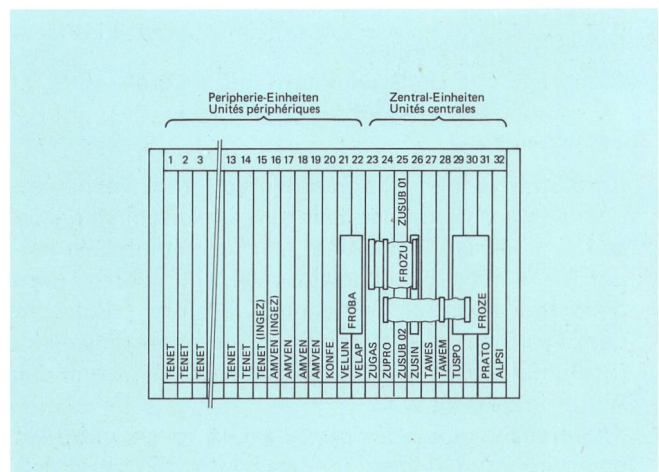 Peripherie-Einheiten
Unités périphériques
Zentral-Einheiten
Unités centrales
1 2 3 13 14 15 16 17 18 19 20 21 22 23 24 25 26 27 28 29 30 31 32
ZUSUB 01
FROBA
FROZU
FROZE
TENET
TENET
TENET
TENET
TENET
TENET (INGEZ)
AMVEN (INGEZ)
AMVEN
AMVEN
AMVEN
KONFE
VELUN
VELAP
ZUGAS
ZUPRO
ZUSUB 02
ZUSIN
TAWES
TAWEM
TUSPO
PRATO
ALPSI